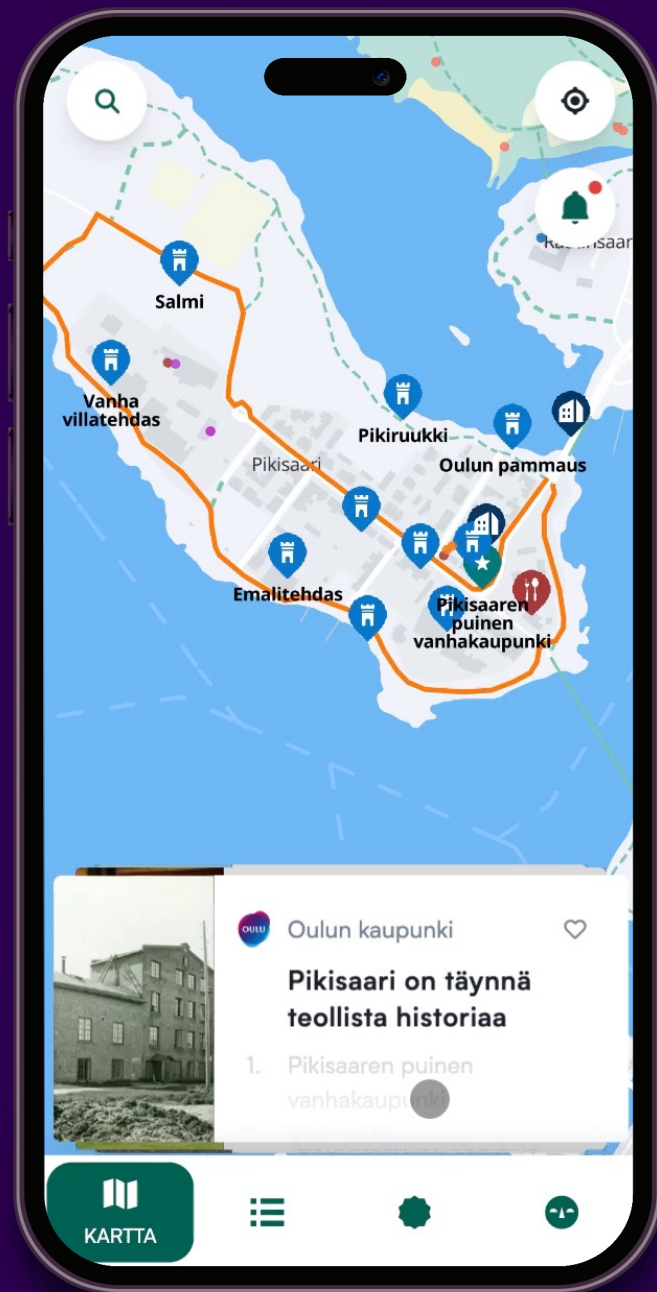 Salmi
Vanha
villatehdas
Pikiruukki
Oulun pammaus
Pikisaari
Emalitehdas
Pikisaaren
puinen
vanhakaupunki
OULU
Oulun kaupunki
Pikisaari on täynnä
teollista historiaa
1. Pikisaaren puinen
vanhakaupunki
KARTTA